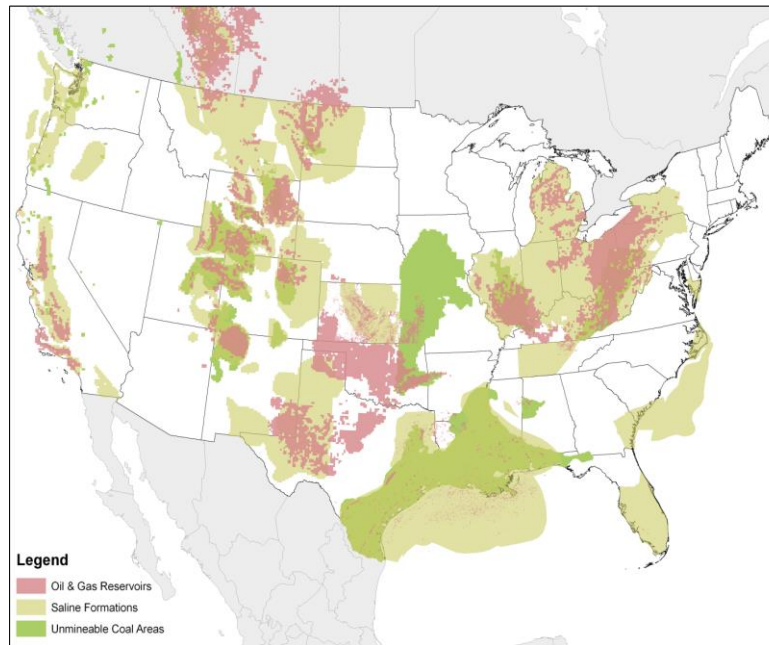 Legend
Oil & Gas Reservoirs
Saline Formations
Unmineable Coal Areas